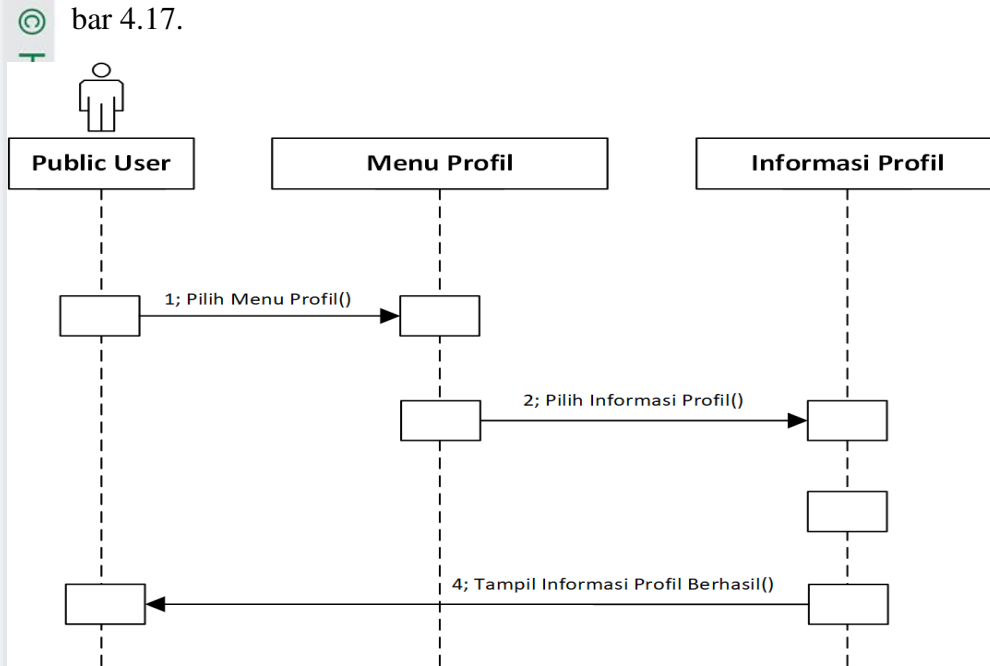 © bar 4.17.
Public User
Menu Profil
Informasi Profil
1; Pilih Menu Profil()
2; Pilih Informasi Profil()
4; Tampil Informasi Profil Berhasil()